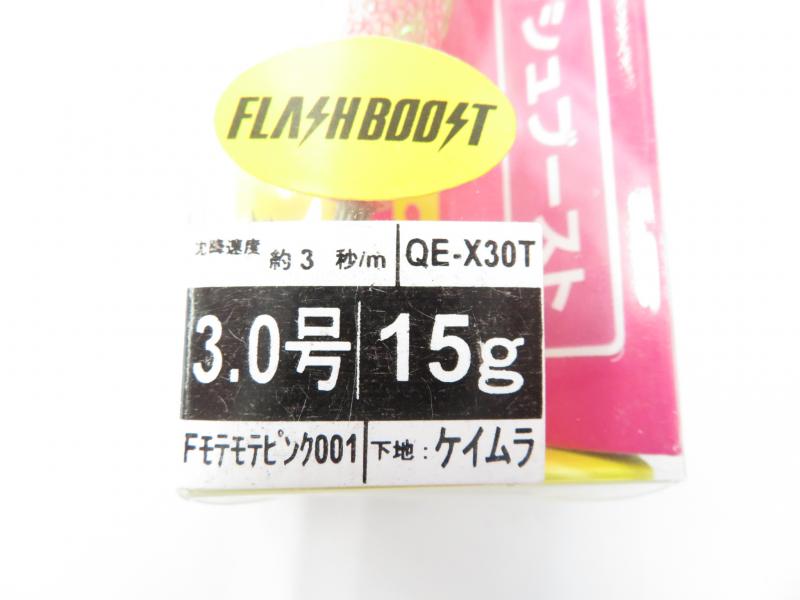 FLASHBOOST
シュブースト
沈降速度 約3 秒/m QE-X30T
3.0号 15g
Fモテモテピンク001 下地:ケイムラ